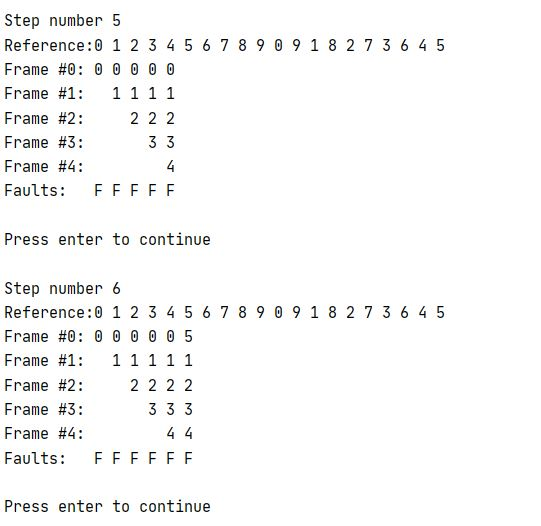 Step number 5
Reference:0 1 2 3 4 5 6 7 8 9 0 9 1 8 2 7 3 6 4 5
Frame #0: 0 0 0 0 0
Frame #1:   1 1 1 1
Frame #2:     2 2 2
Frame #3:       3 3
Frame #4:         4
Faults:   F F F F F
Press enter to continue
Step number 6
Reference:0 1 2 3 4 5 6 7 8 9 0 9 1 8 2 7 3 6 4 5
Frame #0: 0 0 0 0 0 5
Frame #1:   1 1 1 1 1
Frame #2:     2 2 2 2
Frame #3:       3 3 3
Frame #4:         4 4
Faults:   F F F F F F
Press enter to continue